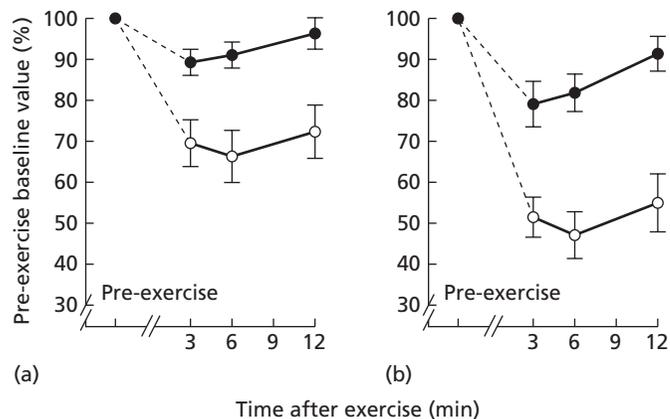 Pre-exercise baseline value (%)
100
90
80
70
60
50
40
30
Pre-exercise
3 6 9 12
(a)
100
90
80
70
60
50
40
30
Pre-exercise
3 6 9 12
(b)
Time after exercise (min)